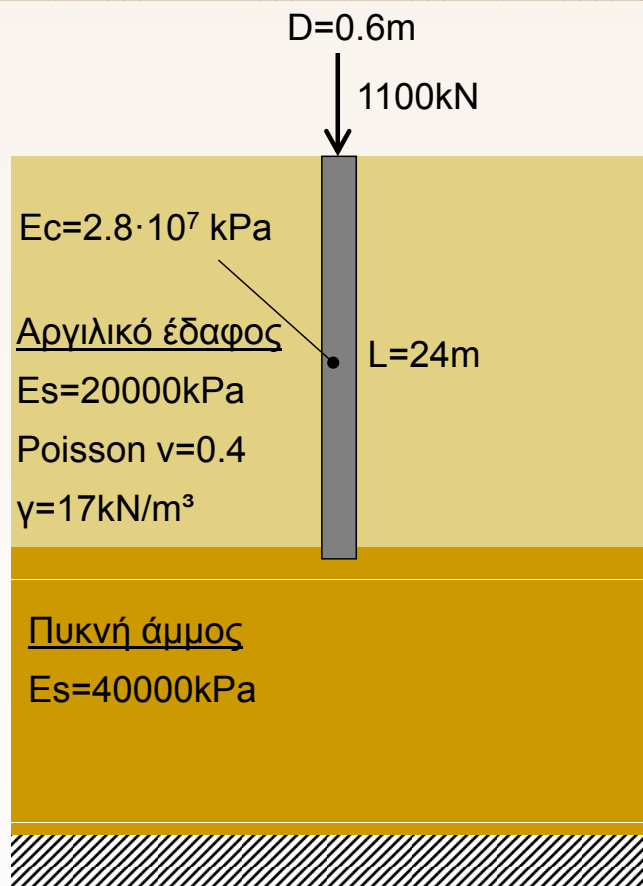 D=0.6m
1100kN
Ec=2.8·10⁷ kPa
Αργιλικό έδαφος
L=24m
Es=20000kPa
Poisson ν=0.4
γ=17kN/m³
Πυκνή άμμος
Es=40000kPa